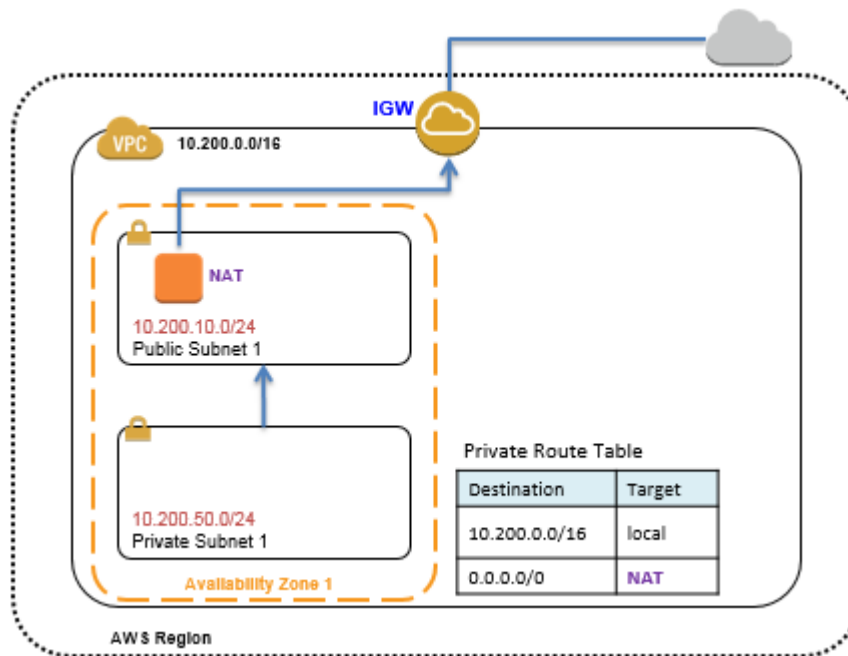 IGW
VPC
10.200.0.0/16
NAT
10.200.10.0/24
Public Subnet 1
10.200.50.0/24
Private Subnet 1
Availability Zone 1
Private Route Table
Destination Target
10.200.0.0/16 local
0.0.0.0/0 NAT
AWS Region